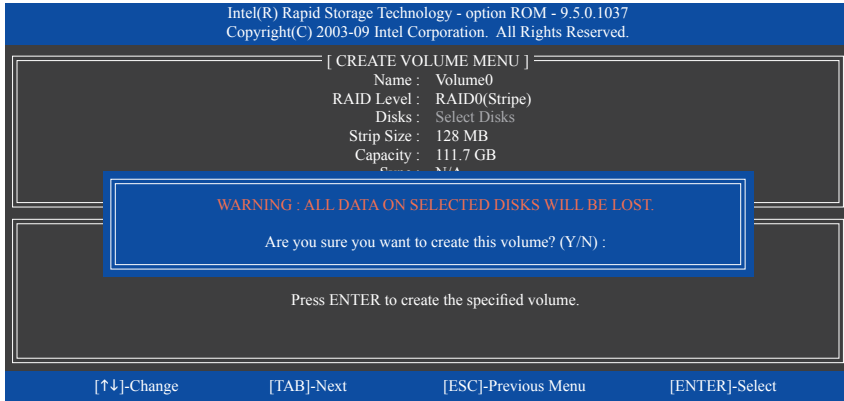 Intel(R) Rapid Storage Technology - option ROM - 9.5.0.1037
Copyright(C) 2003-09 Intel Corporation.  All Rights Reserved.
[ CREATE VOLUME MENU ]
Name : Volume0
RAID Level : RAID0(Stripe)
Disks : Select Disks
Strip Size : 128 MB
Capacity : 111.7 GB
N/A
WARNING : ALL DATA ON SELECTED DISKS WILL BE LOST.
Are you sure you want to create this volume? (Y/N) :
Press ENTER to create the specified volume.
[↑↓]-Change [TAB]-Next [ESC]-Previous Menu [ENTER]-Select